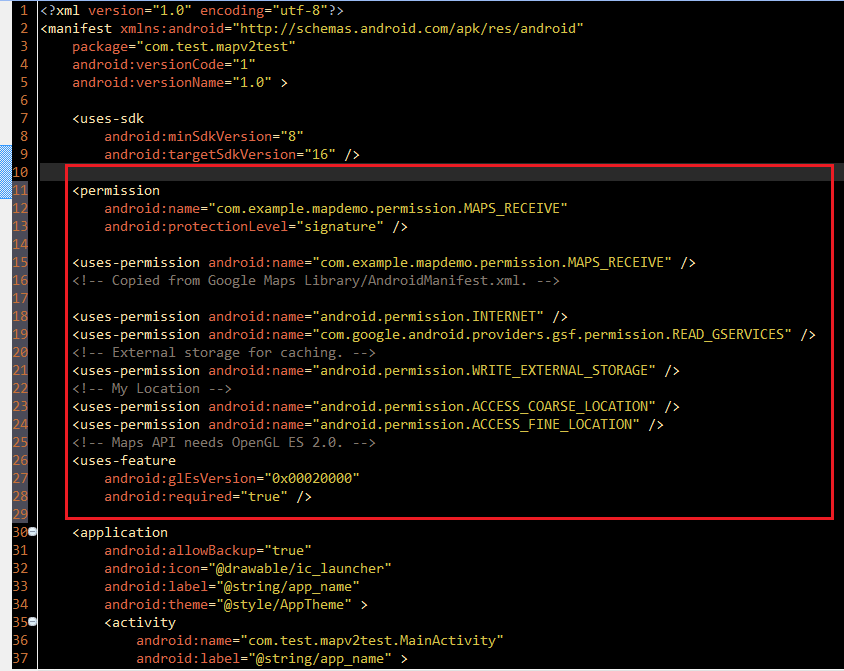 1 <?xml version="1.0" encoding="utf-8"?>
2 <manifest xmlns:android="http://schemas.android.com/apk/res/android"
3     package="com.test.mapv2test"
4     android:versionCode="1"
5     android:versionName="1.0" >
6
7     <uses-sdk
8         android:minSdkVersion="8"
9         android:targetSdkVersion="16" />
10
11     <permission
12         android:name="com.example.mapdemo.permission.MAPS_RECEIVE"
13         android:protectionLevel="signature" />
14
15     <uses-permission android:name="com.example.mapdemo.permission.MAPS_RECEIVE" />
16     <!-- Copied from Google Maps Library/AndroidManifest.xml. -->
17
18     <uses-permission android:name="android.permission.INTERNET" />
19     <uses-permission android:name="com.google.android.providers.gsf.permission.READ_GSERVICES" />
20     <!-- External storage for caching. -->
21     <uses-permission android:name="android.permission.WRITE_EXTERNAL_STORAGE" />
22     <!-- My Location -->
23     <uses-permission android:name="android.permission.ACCESS_COARSE_LOCATION" />
24     <uses-permission android:name="android.permission.ACCESS_FINE_LOCATION" />
25     <!-- Maps API needs OpenGL ES 2.0. -->
26     <uses-feature
27         android:glEsVersion="0x00020000"
28         android:required="true" />
29
30     <application
31         android:allowBackup="true"
32         android:icon="@drawable/ic_launcher"
33         android:label="@string/app_name"
34         android:theme="@style/AppTheme" >
35         <activity
36             android:name="com.test.mapv2test.MainActivity"
37             android:label="@string/app_name" >